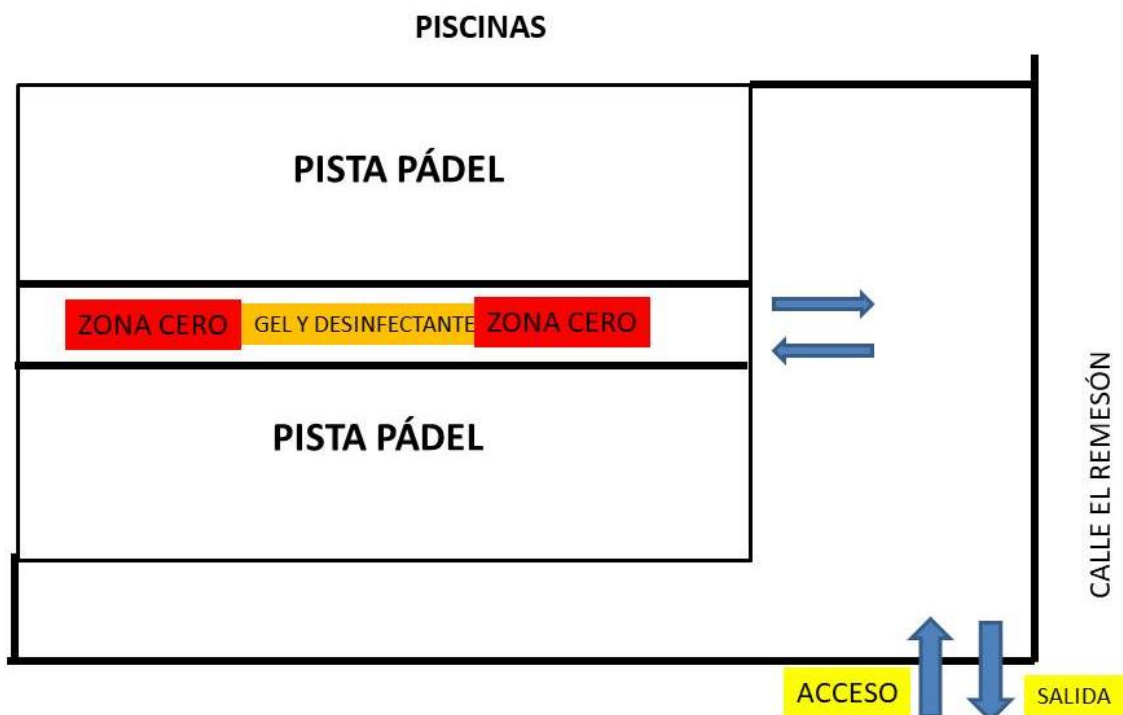 PISCINAS
PISTA PÁDEL
ZONA CERO
GEL Y DESINFECTANTE
ZONA CERO
PISTA PÁDEL
CALLE EL REMESÓN
ACCESO
SALIDA